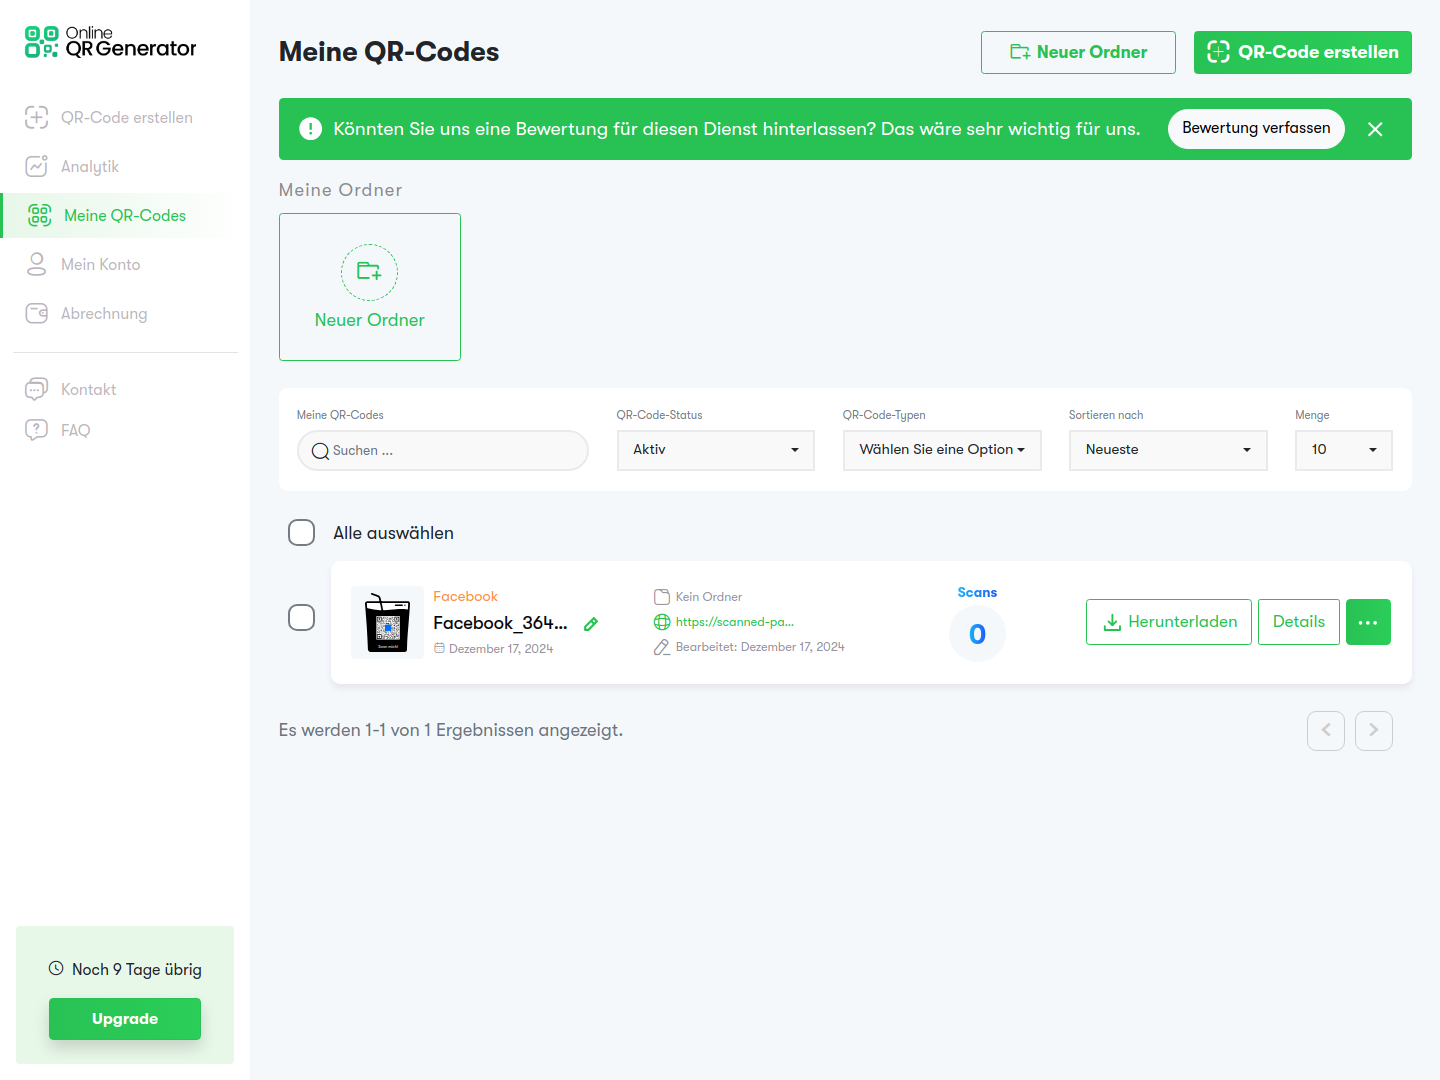 Online
QR Generator
QR-Code erstellen
Analytik
Meine QR-Codes
Mein Konto
Abrechnung
Kontakt
FAQ
Noch 9 Tage übrig
Upgrade
Meine QR-Codes
Neuer Ordner
QR-Code erstellen
Könnten Sie uns eine Bewertung für diesen Dienst hinterlassen? Das wäre sehr wichtig für uns.
Bewertung verfassen
Meine Ordner
Neuer Ordner
Meine QR-Codes
Suchen ...
QR-Code-Status
Aktiv
QR-Code-Typen
Wählen Sie eine Option
Sortieren nach
Neueste
Menge
10
Alle auswählen
Scan mich!
Facebook
Facebook_364...
Dezember 17, 2024
Kein Ordner
https://scanned-pa...
Bearbeitet: Dezember 17, 2024
Scans
0
Herunterladen
Details
Es werden 1-1 von 1 Ergebnissen angezeigt.